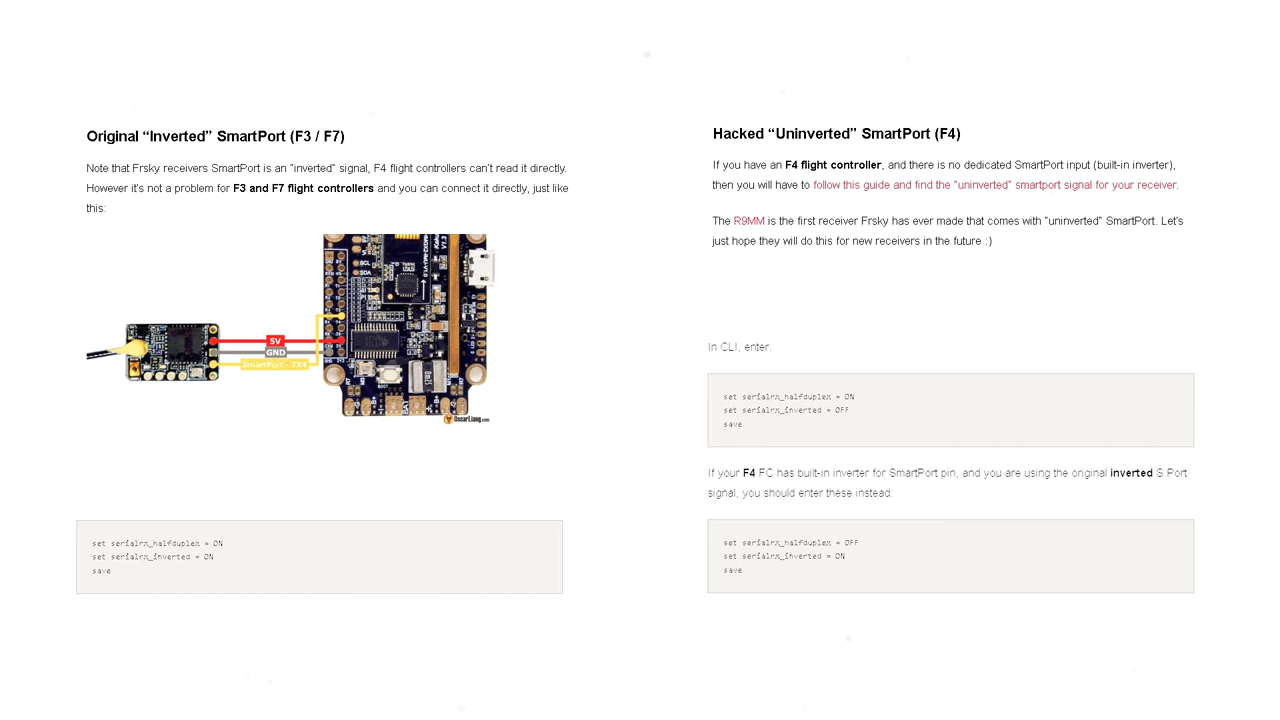 Original “Inverted” SmartPort (F3 / F7)
Note that Frsky receivers SmartPort is an "inverted" signal, F4 flight controllers can't read it directly.
However it's not a problem for F3 and F7 flight controllers and you can connect it directly, just like
this:
5V
GND
SmartPort - TX4
SCL
SDA
BOOT
OscarLiang.com
set serialrx_halfduplex = ON
set serialrx_inverted = ON
save
Hacked “Uninverted” SmartPort (F4)
If you have an F4 flight controller, and there is no dedicated SmartPort input (built-in inverter),
then you will have to follow this guide and find the "uninverted" smartport signal for your receiver.
The R9MM is the first receiver Frsky has ever made that comes with "uninverted" SmartPort. Let's
just hope they will do this for new receivers in the future :)
In CLI, enter:
set serialrx_halfduplex = ON
set serialrx_inverted = OFF
save
If your F4 FC has built-in inverter for SmartPort pin, and you are using the original inverted S.Port
signal, you should enter these instead:
set serialrx_halfduplex = OFF
set serialrx_inverted = ON
save